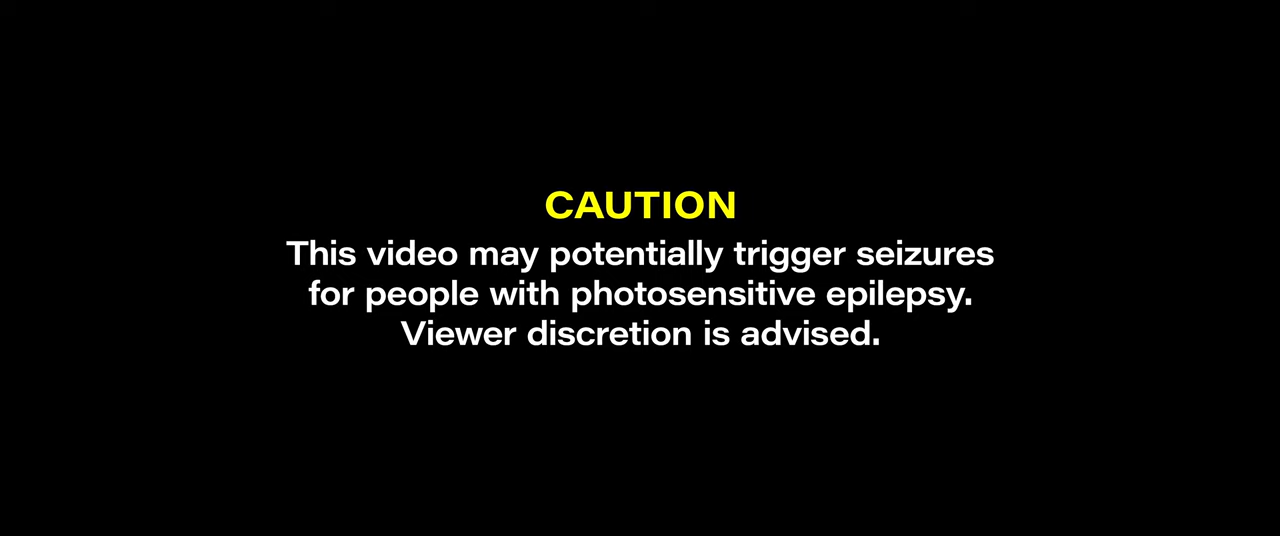 CAUTION
This video may potentially trigger seizures
for people with photosensitive epilepsy.
Viewer discretion is advised.